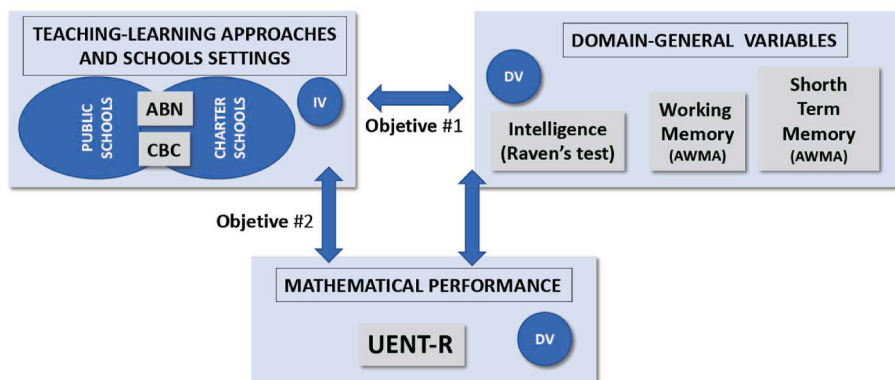 TEACHING-LEARNING APPROACHES
AND SCHOOLS SETTINGS
PUBLIC
SCHOOLS
ABN
CBC
CHARTER
SCHOOLS
IV
Objetive #1
DOMAIN-GENERAL VARIABLES
DV
Intelligence
(Raven's test)
Working
Memory
(AWMA)
Shorth
Term
Memory
(AWMA)
Objetive #2
MATHEMATICAL PERFORMANCE
UENT-R
DV